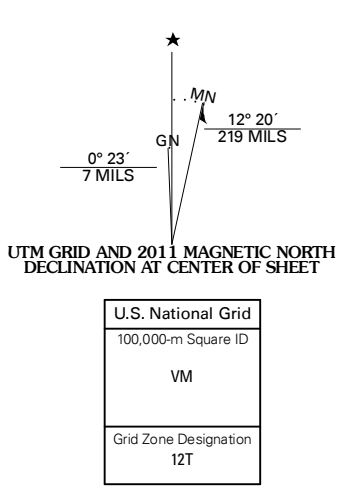 ★
MN
12° 20´
219 MILS
GN
0° 23´
7 MILS
UTM GRID AND 2011 MAGNETIC NORTH
DECLINATION AT CENTER OF SHEET
U.S. National Grid
100,000-m Square ID
VM
Grid Zone Designation
12T